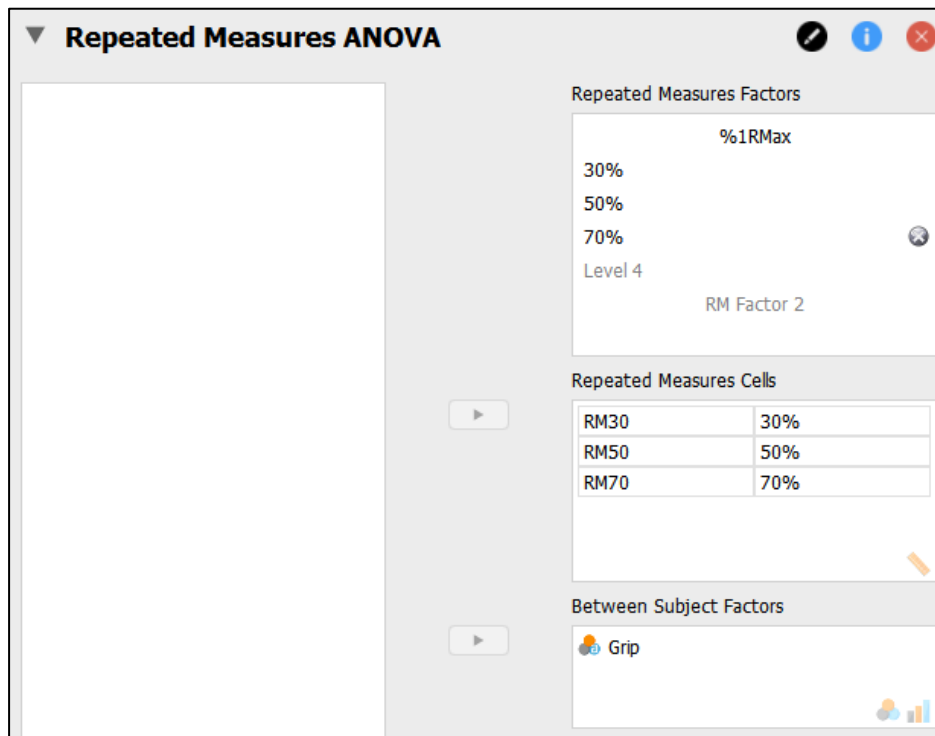 Repeated Measures ANOVA
Repeated Measures Factors
%1RMax
30%
50%
70%
Level 4
RM Factor 2
Repeated Measures Cells
RM30 30%
RM50 50%
RM70 70%
Between Subject Factors
Grip